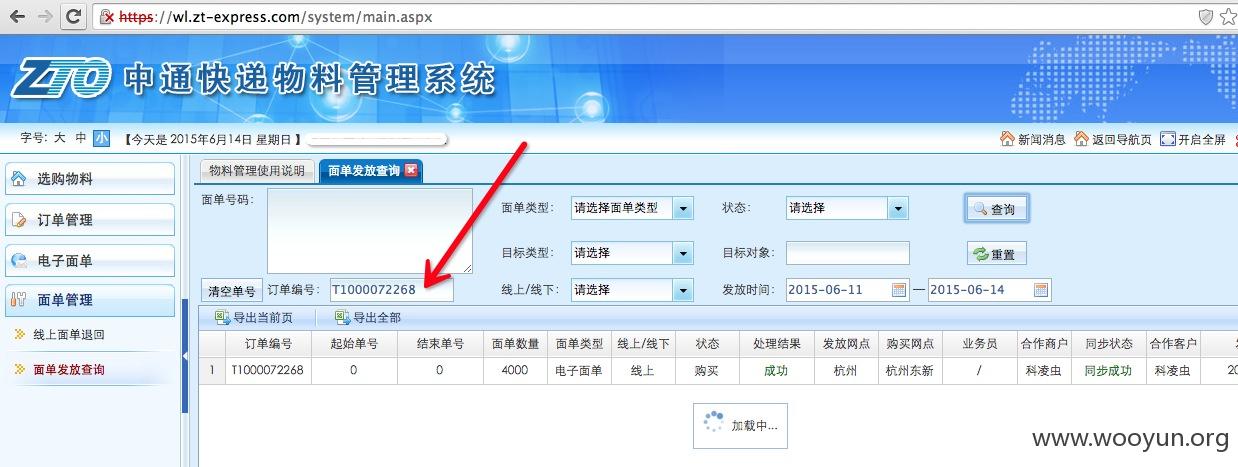 https://wl.zt-express.com/system/main.aspx
ZTO 中通快递物料管理系统
字号: 大 中 小 【今天是 2015年6月14日 星期日 】 新闻消息 返回导航页 开启全屏
选购物料
订单管理
电子面单
面单管理
线上面单退回
面单发放查询
物料管理使用说明 面单发放查询
面单号码: 面单类型: 请选择面单类型 状态: 请选择 查询
目标类型: 请选择 目标对象: 重置
清空单号 订单编号: T1000072268 线上/线下: 请选择 发放时间: 2015-06-11 — 2015-06-14
导出当前页 导出全部
订单编号 起始单号 结束单号 面单数量 面单类型 线上/线下 状态 处理结果 发放网点 购买网点 业务员 合作商户 同步状态 合作客户
1 T1000072268 0 0 4000 电子面单 线上 购买 成功 杭州 杭州东新 / 科凌虫 同步成功 科凌虫 20
加载中...
www.wooyun.org